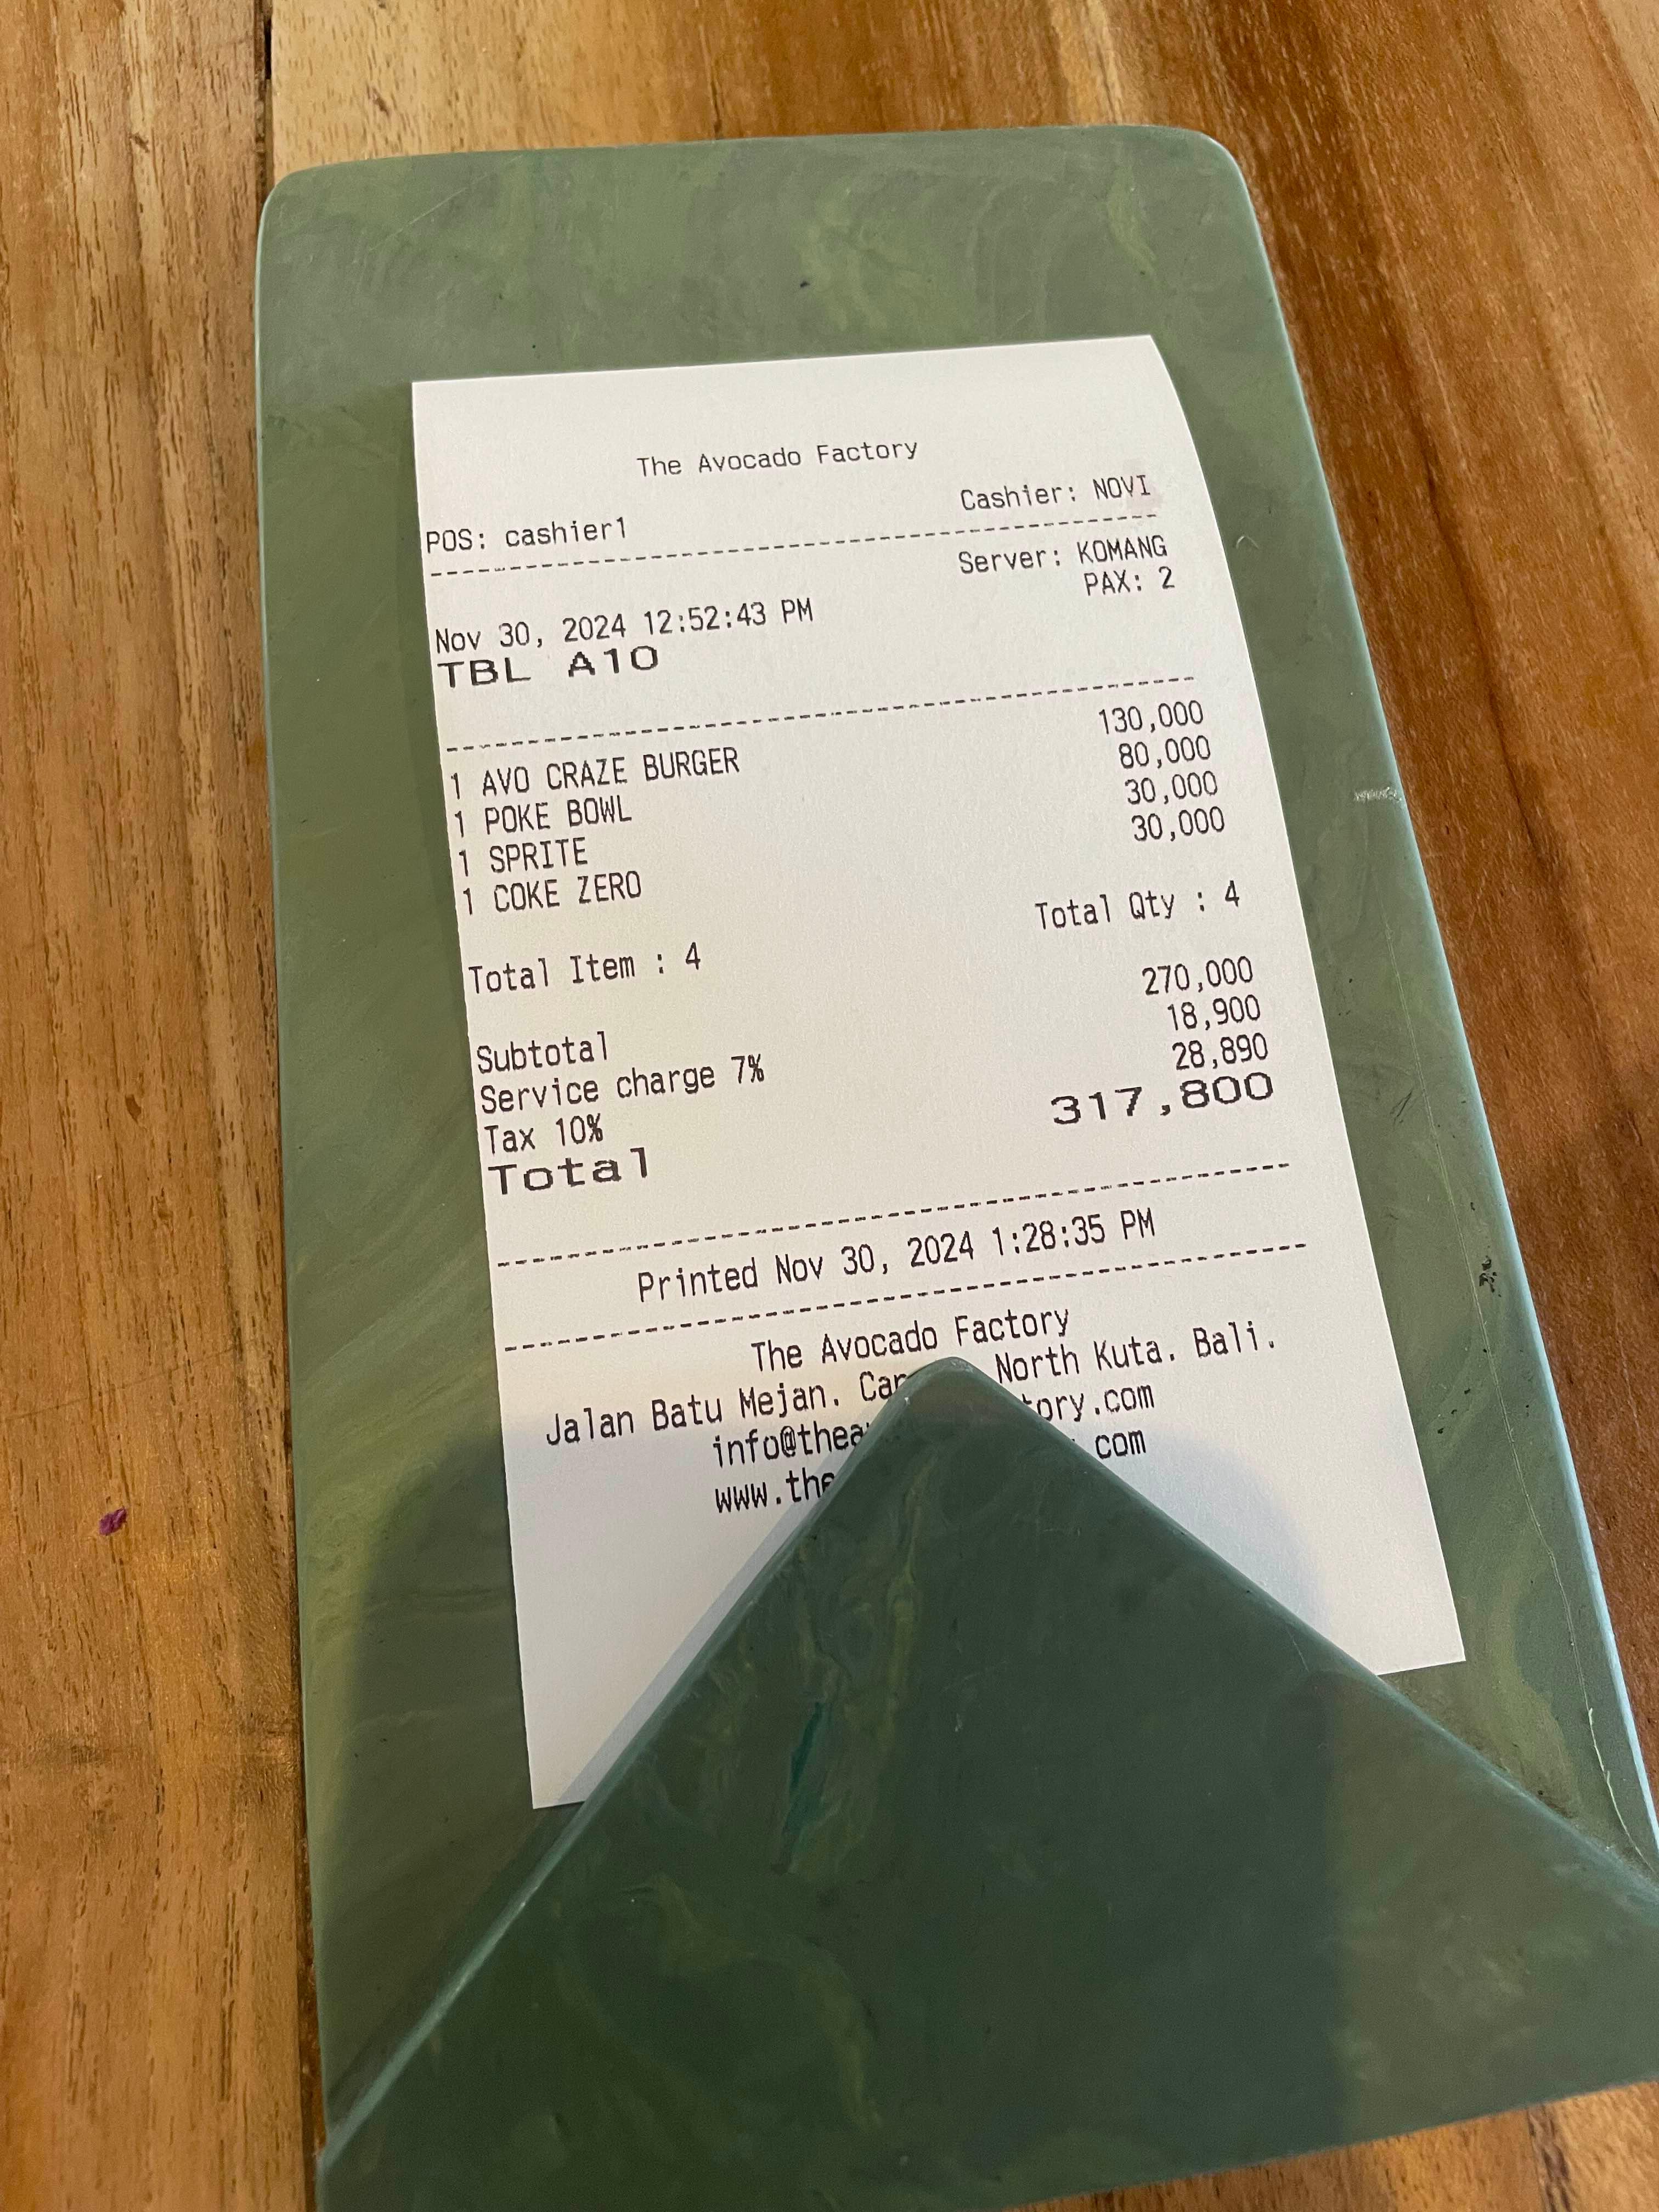 The Avocado Factory
POS: cashier1 Cashier: NOVI
Server: KOMANG
Nov 30, 2024 12:52:43 PM PAX: 2
TBL A10
1 AVO CRAZE BURGER 130,000
1 POKE BOWL 80,000
1 SPRITE 30,000
1 COKE ZERO 30,000
Total Item : 4 Total Qty : 4
Subtotal 270,000
Service charge 7% 18,900
Tax 10% 28,890
Total 317,800
Printed Nov 30, 2024 1:28:35 PM
The Avocado Factory
Jalan Batu Mejan. North Kuta. Bali.